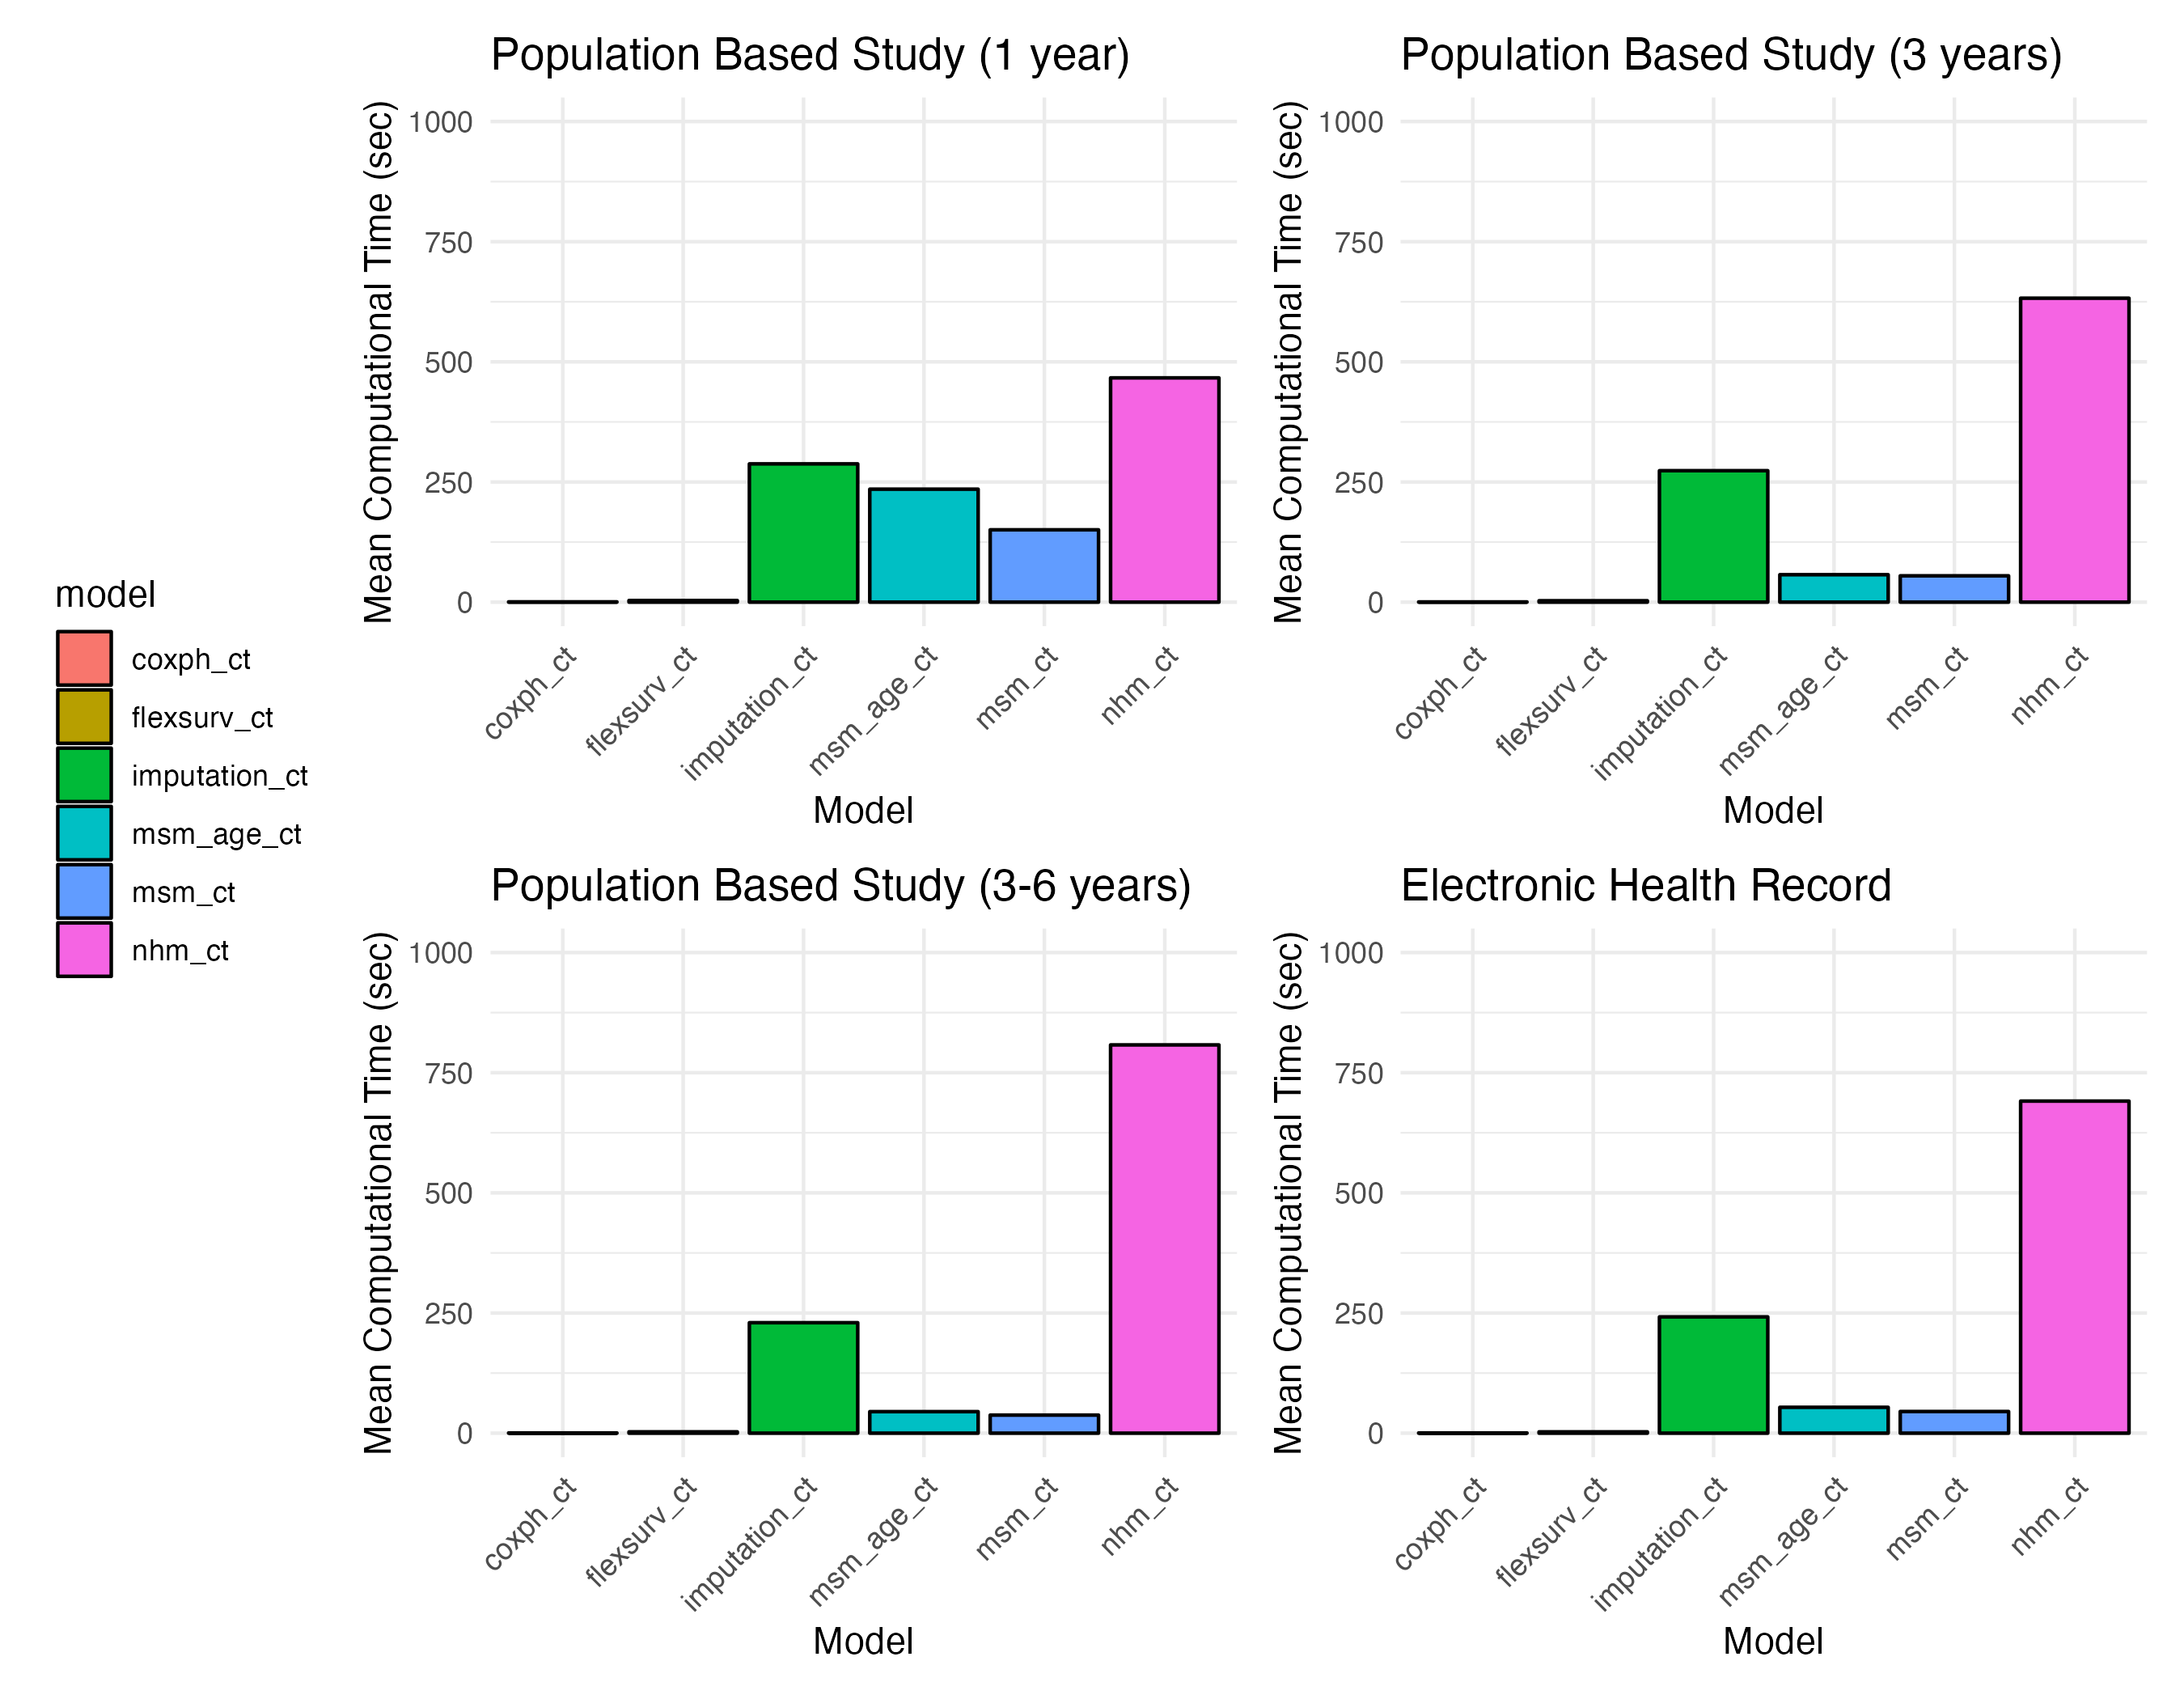 model
coxph_ct
flexsurv_ct
imputation_ct
msm_age_ct
msm_ct
nhm_ct
Population Based Study (1 year)
Mean Computational Time (sec)
1000
750
500
250
0
coxph_ct
flexsurv_ct
imputation_ct
msm_age_ct
msm_ct
nhm_ct
Model
Population Based Study (3 years)
Mean Computational Time (sec)
1000
750
500
250
0
coxph_ct
flexsurv_ct
imputation_ct
msm_age_ct
msm_ct
nhm_ct
Model
Population Based Study (3-6 years)
Mean Computational Time (sec)
1000
750
500
250
0
coxph_ct
flexsurv_ct
imputation_ct
msm_age_ct
msm_ct
nhm_ct
Model
Electronic Health Record
Mean Computational Time (sec)
1000
750
500
250
0
coxph_ct
flexsurv_ct
imputation_ct
msm_age_ct
msm_ct
nhm_ct
Model